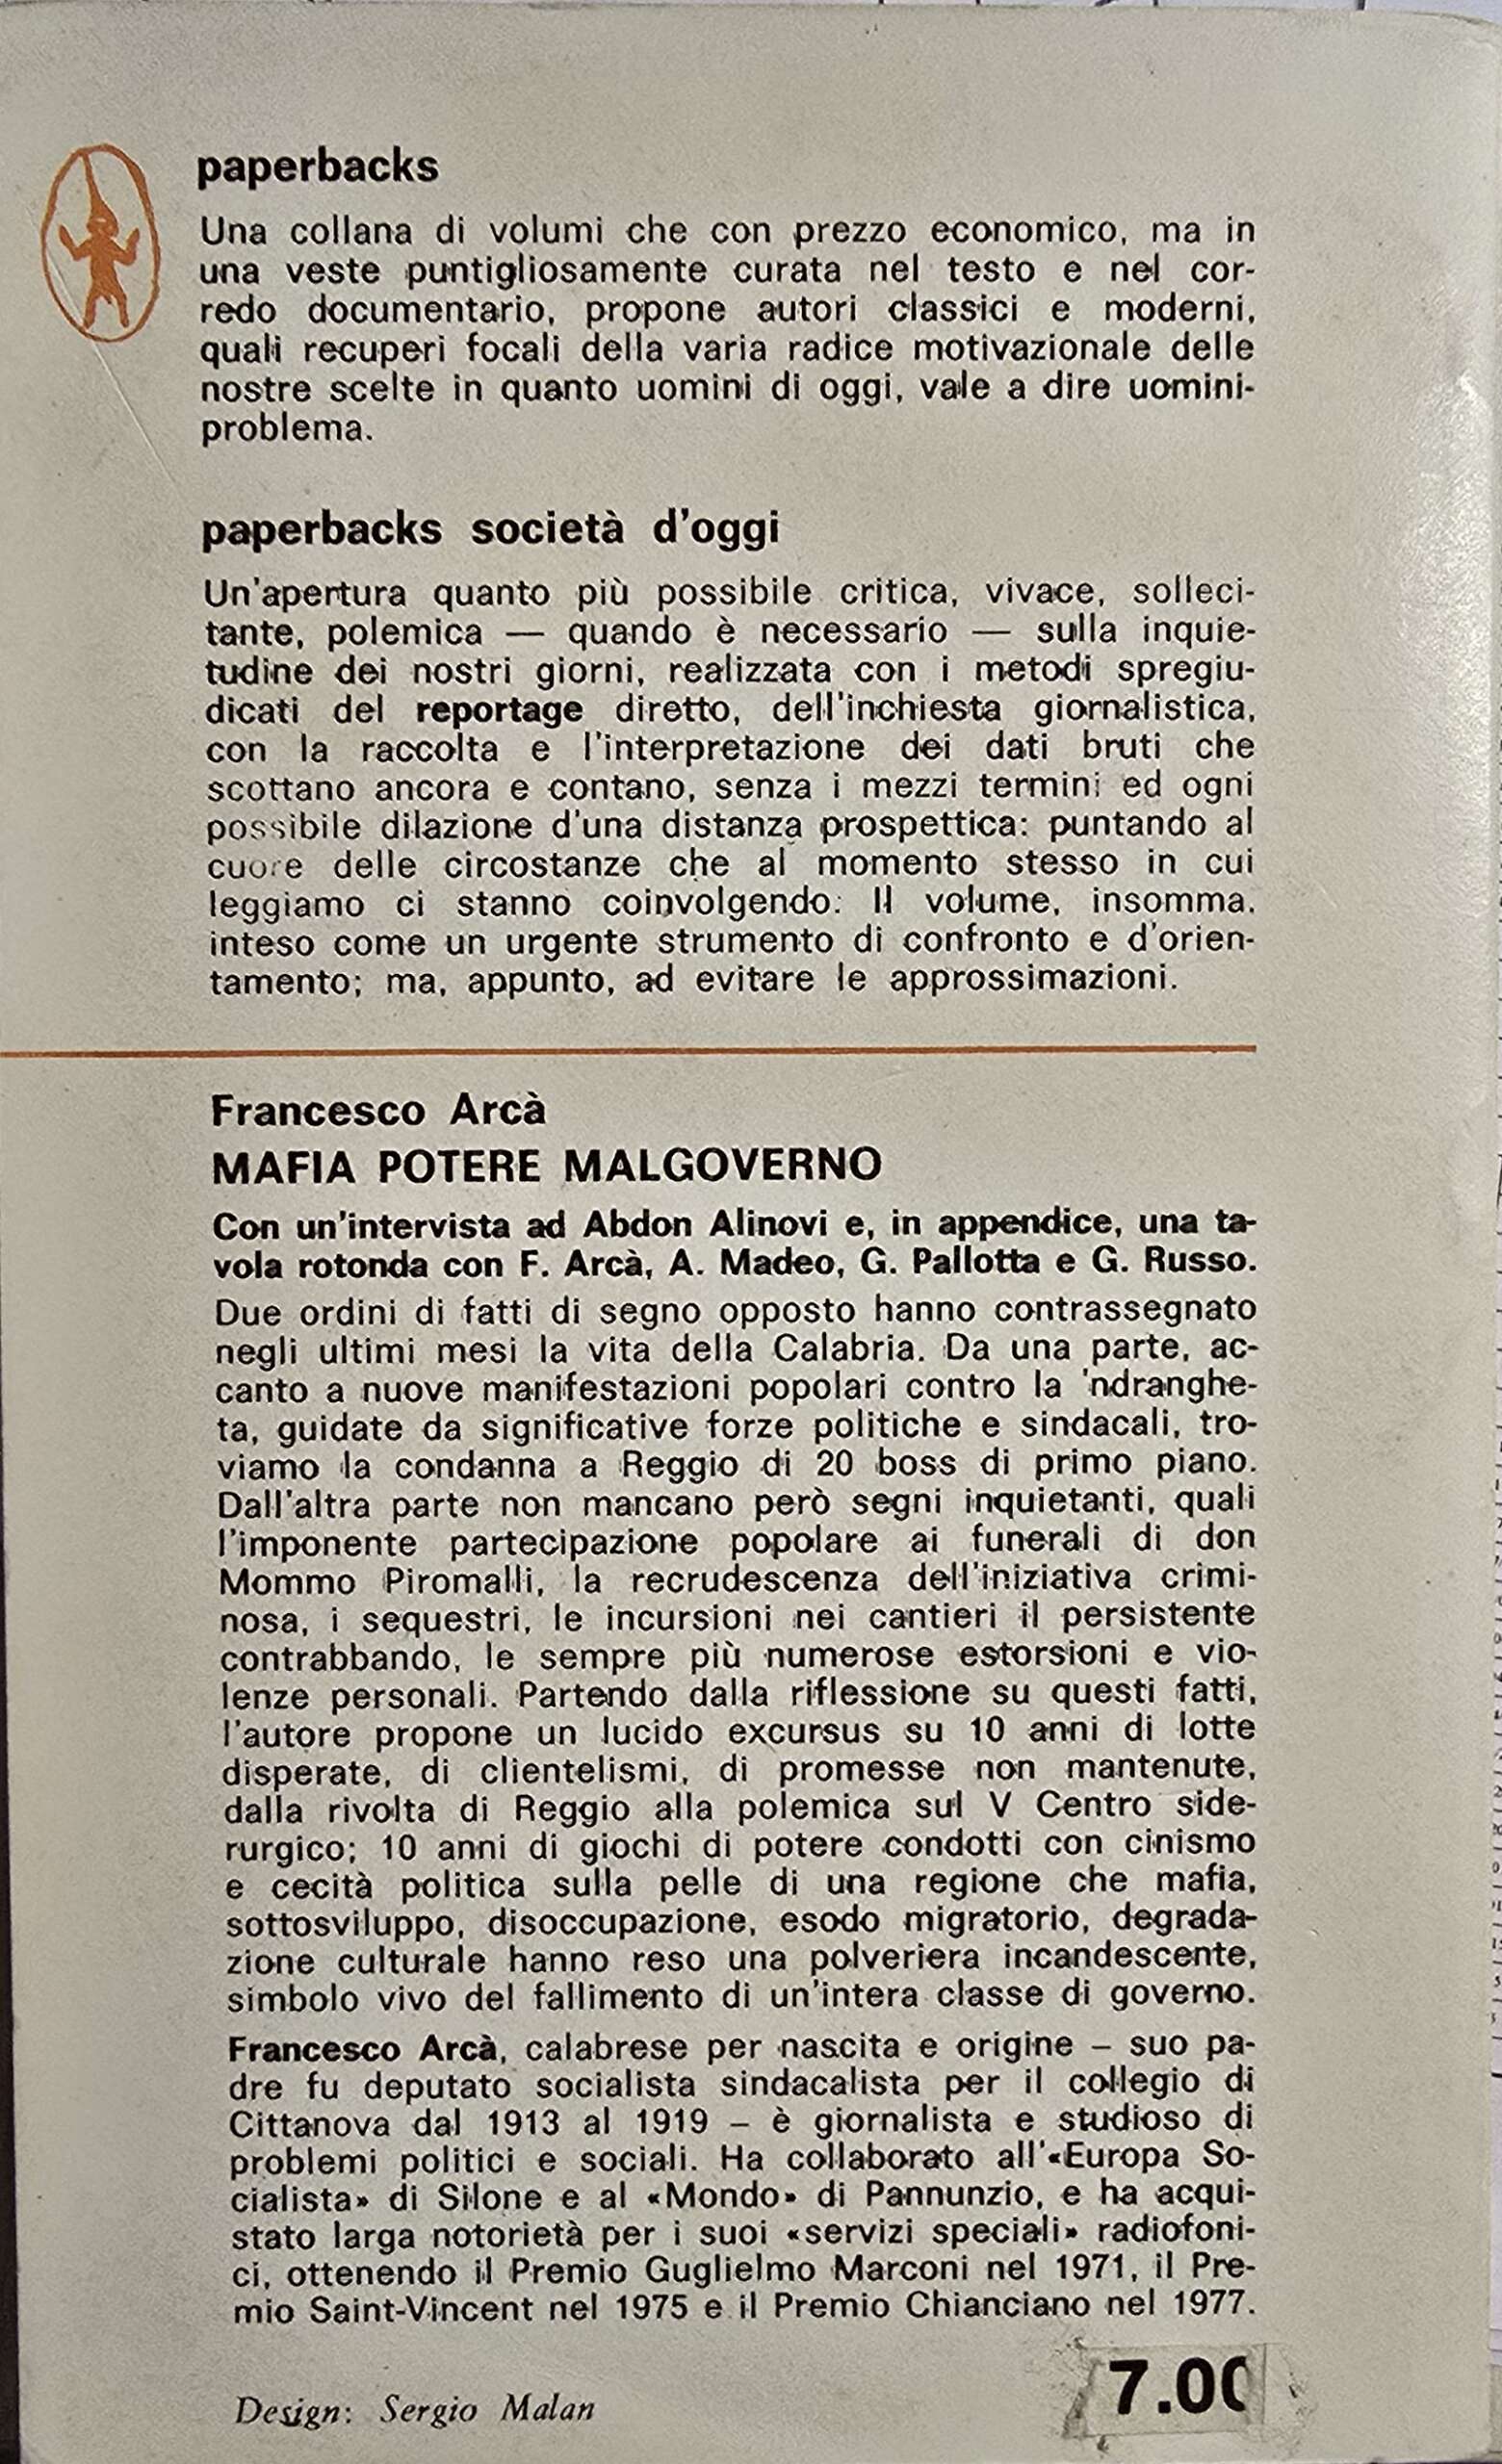 paperbacks
Una collana di volumi che con prezzo economico, ma in
una veste puntigliosamente curata nel testo e nel cor-
redo documentario, propone autori classici e moderni,
quali recuperi focali della varia radice motivazionale delle
nostre scelte in quanto uomini di oggi, vale a dire uomini-
problema.
paperbacks società d'oggi
Un'apertura quanto più possibile critica, vivace, solleci-
tante, polemica — quando è necessario — sulla inquie-
tudine dei nostri giorni, realizzata con i metodi spregiu-
dicati del reportage diretto, dell'inchiesta giornalistica,
con la raccolta e l'interpretazione dei dati bruti che
scottano ancora e contano, senza i mezzi termini ed ogni
possibile dilazione d'una distanza prospettica: puntando al
cuore delle circostanze che al momento stesso in cui
leggiamo ci stanno coinvolgendo. Il volume, insomma,
inteso come un urgente strumento di confronto e d'orien-
tamento; ma, appunto, ad evitare le approssimazioni.
Francesco Arcà
MAFIA POTERE MALGOVERNO
Con un'intervista ad Abdon Alinovi e, in appendice, una ta-
vola rotonda con F. Arcà, A. Madeo, G. Pallotta e G. Russo.
Due ordini di fatti di segno opposto hanno contrassegnato
negli ultimi mesi la vita della Calabria. Da una parte, ac-
canto a nuove manifestazioni popolari contro la 'ndranghe-
ta, guidate da significative forze politiche e sindacali, tro-
viamo la condanna a Reggio di 20 boss di primo piano.
Dall'altra parte non mancano però segni inquietanti, quali
l'imponente partecipazione popolare ai funerali di don
Mommo Piromalli, la recrudescenza dell'iniziativa crimi-
nosa, i sequestri, le incursioni nei cantieri il persistente
contrabbando, le sempre più numerose estorsioni e vio-
lenze personali. Partendo dalla riflessione su questi fatti,
l'autore propone un lucido excursus su 10 anni di lotte
disperate, di clientelismi, di promesse non mantenute,
dalla rivolta di Reggio alla polemica sul V Centro side-
rurgico; 10 anni di giochi di potere condotti con cinismo
e cecità politica sulla pelle di una regione che mafia,
sottosviluppo, disoccupazione, esodo migratorio, degrada-
zione culturale hanno reso una polveriera incandescente,
simbolo vivo del fallimento di un'intera classe di governo.
Francesco Arcà, calabrese per nascita e origine – suo pa-
dre fu deputato socialista sindacalista per il collegio di
Cittanova dal 1913 al 1919 – è giornalista e studioso di
problemi politici e sociali. Ha collaborato all'«Europa So-
cialista» di Silone e al «Mondo» di Pannunzio, e ha acqui-
stato larga notorietà per i suoi «servizi speciali» radiofoni-
ci, ottenendo il Premio Guglielmo Marconi nel 1971, il Pre-
mio Saint-Vincent nel 1975 e il Premio Chianciano nel 1977.
Design: Sergio Malan
7.00